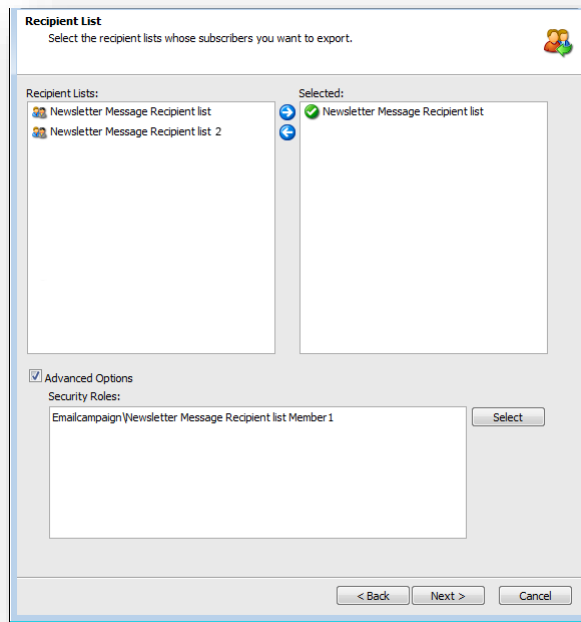 Recipient List
Select the recipient lists whose subscribers you want to export.
Recipient Lists:
Newsletter Message Recipient list
Newsletter Message Recipient list 2
Selected:
Newsletter Message Recipient list
Advanced Options
Security Roles:
Emailcampaign\Newsletter Message Recipient list Member1
Select
< Back
Next >
Cancel